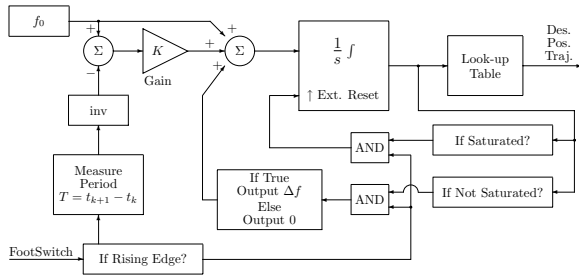 f₀
+
Σ
−
K
Gain
+
+
+
Σ
1/s ∫
↑ Ext. Reset
Look-up
Table
Des.
Pos.
Traj.
inv
AND
If Saturated?
Measure
Period
T = tₖ₊₁ − tₖ
If True
Output Δf
Else
Output 0
AND
If Not Saturated?
FootSwitch
If Rising Edge?